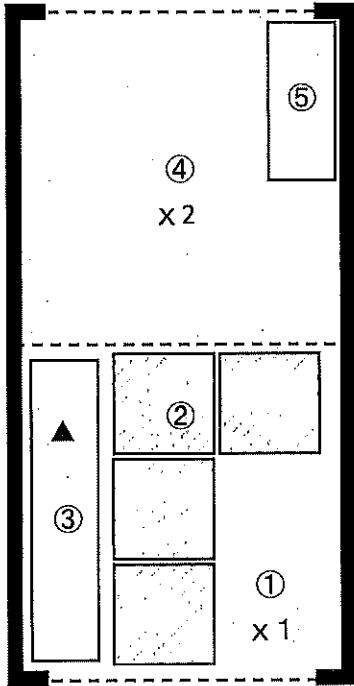 ⑤
④
x 2
②
③
①
x 1